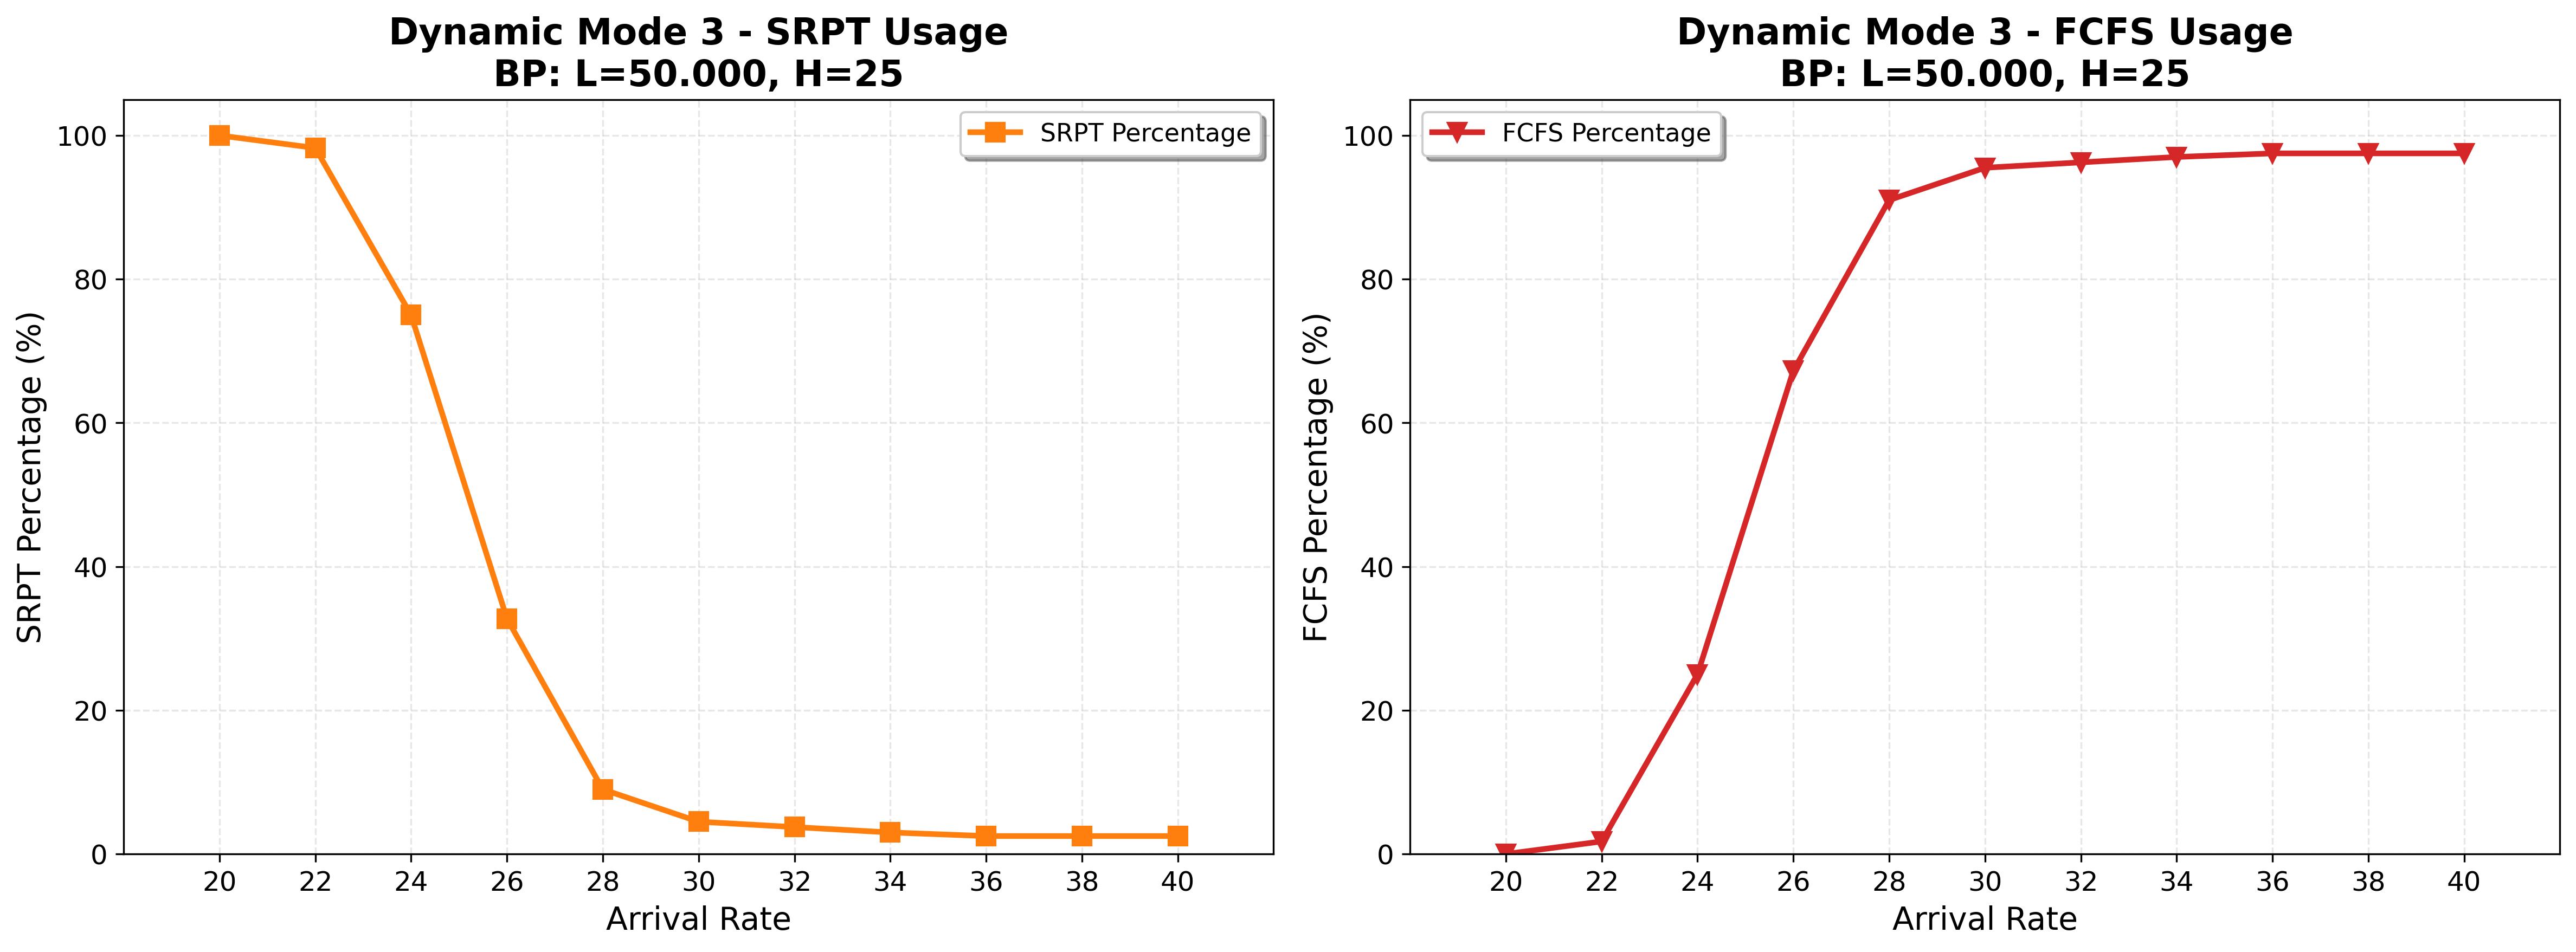 Dynamic Mode 3 - SRPT Usage
BP: L=50.000, H=25
SRPT Percentage
SRPT Percentage (%)
100
80
60
40
20
0
20 22 24 26 28 30 32 34 36 38 40
Arrival Rate
Dynamic Mode 3 - FCFS Usage
BP: L=50.000, H=25
FCFS Percentage
FCFS Percentage (%)
100
80
60
40
20
0
20 22 24 26 28 30 32 34 36 38 40
Arrival Rate